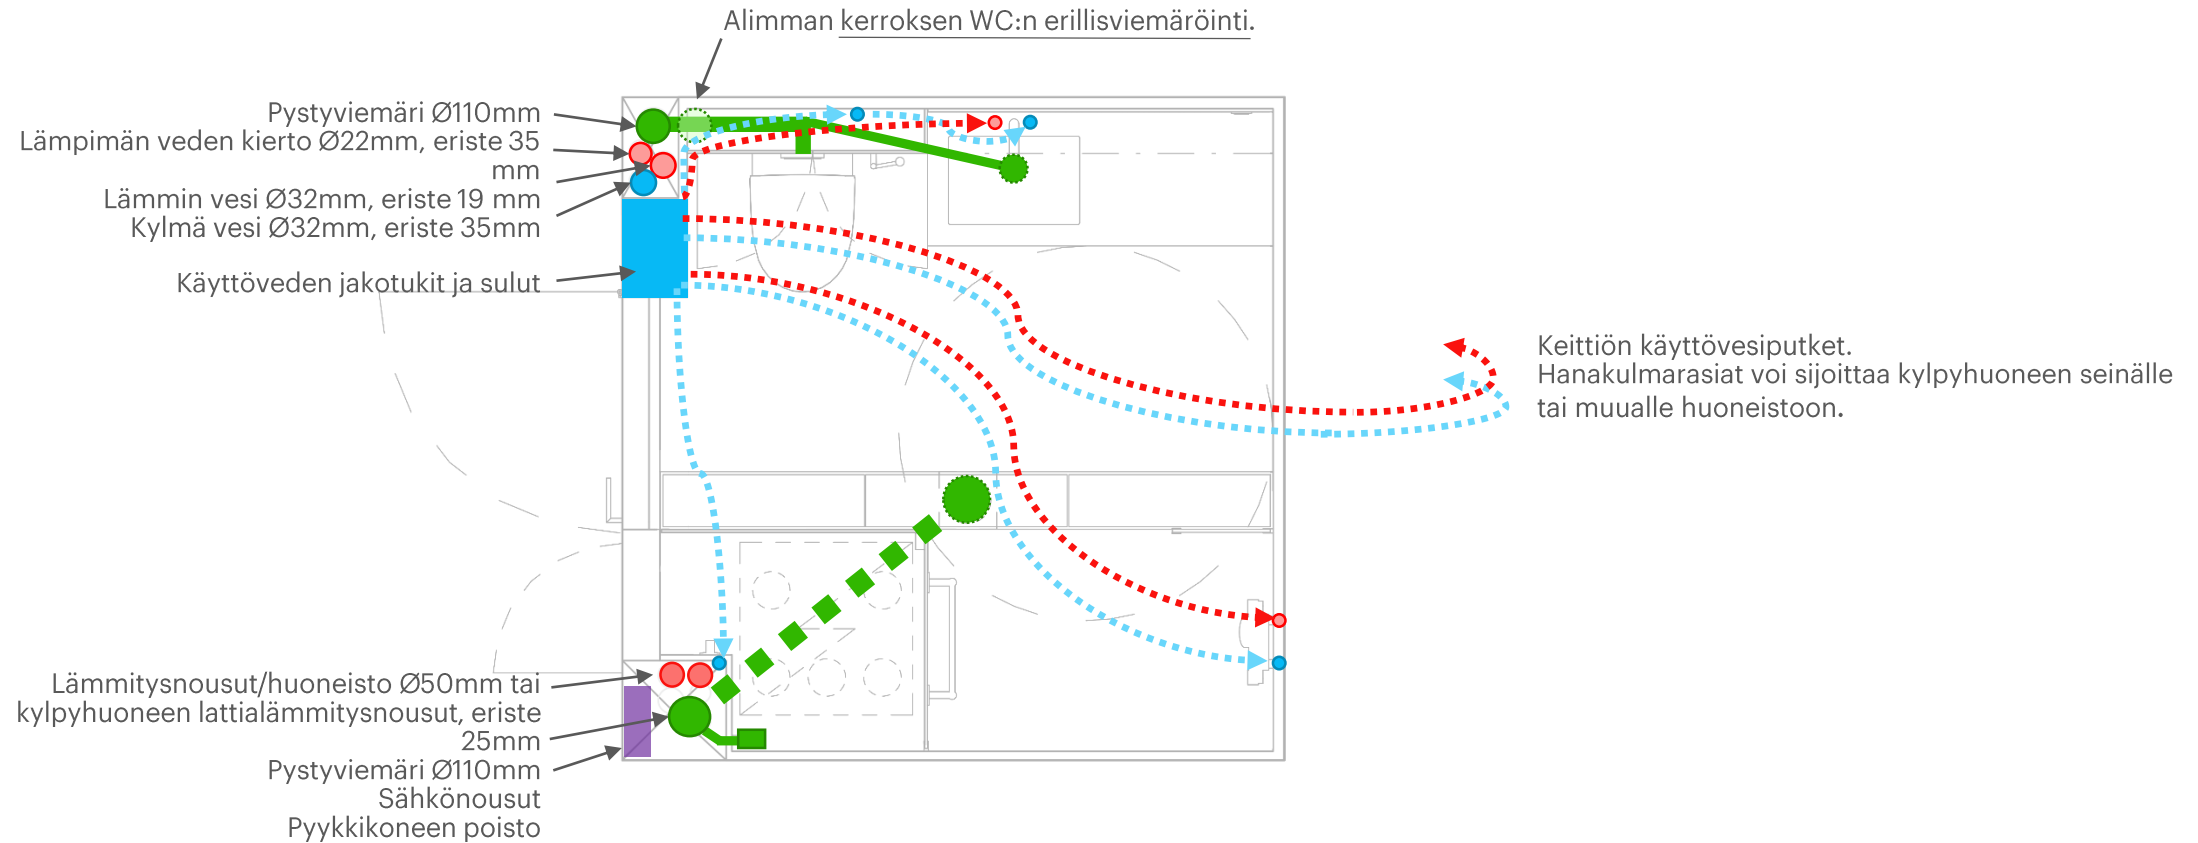 Alimman kerroksen WC:n erillisviemäröinti.
Pystyviemäri Ø110mm
Lämpimän veden kierto Ø22mm, eriste 35
mm
Lämmin vesi Ø32mm, eriste 19 mm
Kylmä vesi Ø32mm, eriste 35mm
Käyttöveden jakotukit ja sulut
Keittiön käyttövesiputket.
Hanakulmarasiat voi sijoittaa kylpyhuoneen seinälle
tai muualle huoneistoon.
Lämmitysnousut/huoneisto Ø50mm tai
kylpyhuoneen lattialämmitysnousut, eriste
25mm
Pystyviemäri Ø110mm
Sähkönousut
Pyykkikoneen poisto